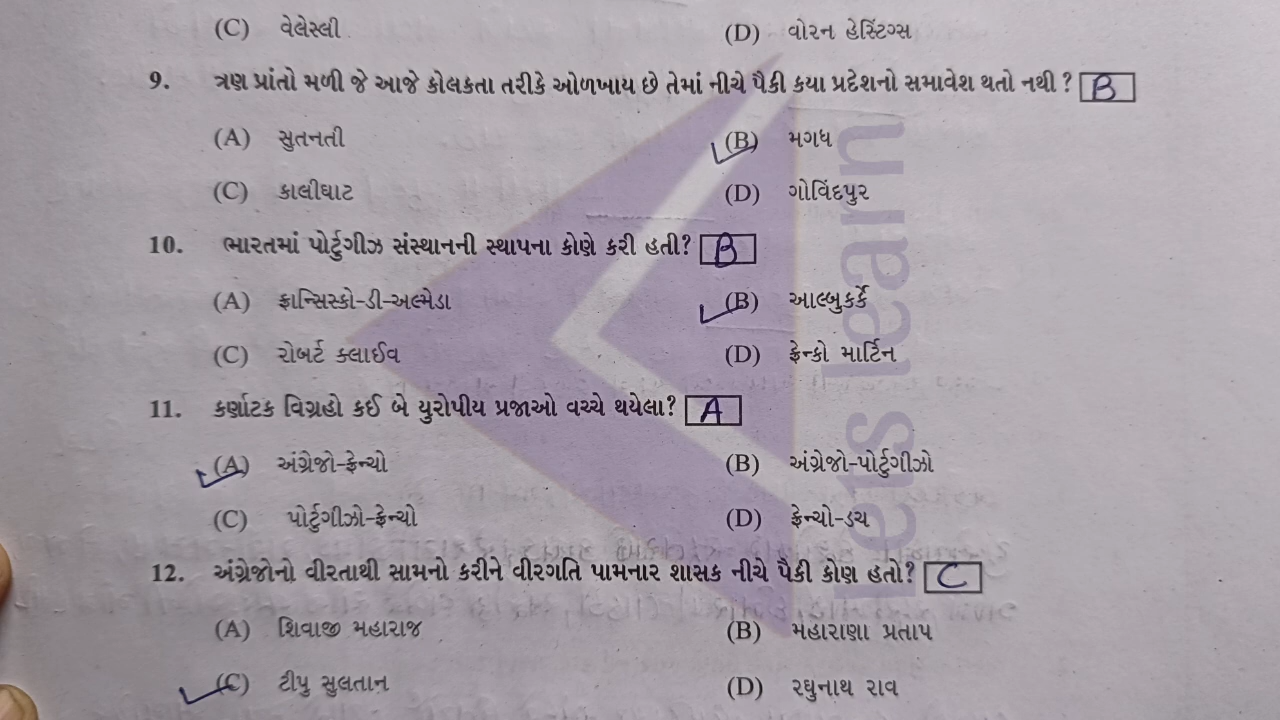 (C) વેલેસ્લી (D) વોરન હેસ્ટિંગ્સ
9. ત્રણ પ્રાંતો મળી જે આજે કોલકતા તરીકે ઓળખાય છે તેમાં નીચે પૈકી કયા પ્રદેશનો સમાવેશ થતો નથી ? B
(A) સુતનતી (B) મગધ
(C) કાલીઘાટ (D) ગોવિંદપુર
10. ભારતમાં પોર્ટુગીઝ સંસ્થાનની સ્થાપના કોણે કરી હતી? B
(A) ફ્રાન્સિસ્કો-ડી-અલ્મેડા (B) આલ્બુકર્ક
(C) રોબર્ટ ક્લાઈવ (D) ફ્રેન્કો માર્ટિન
11. કર્ણાટક વિગ્રહો કઈ બે યુરોપીય પ્રજાઓ વચ્ચે થયેલા? A
(A) અંગ્રેજો-ફ્રેન્ચો (B) અંગ્રેજો-પોર્ટુગીઝો
(C) પોર્ટુગીઝો-ફ્રેન્ચો (D) ફ્રેન્ચો-ડચ
12. અંગ્રેજોનો વીરતાથી સામનો કરીને વીરગતિ પામનાર શાસક નીચે પૈકી કોણ હતો? C
(A) શિવાજી મહારાજ (B) મહારાણા પ્રતાપ
(C) ટીપુ સુલતાન (D) રઘુનાથ રાવ
lets learn